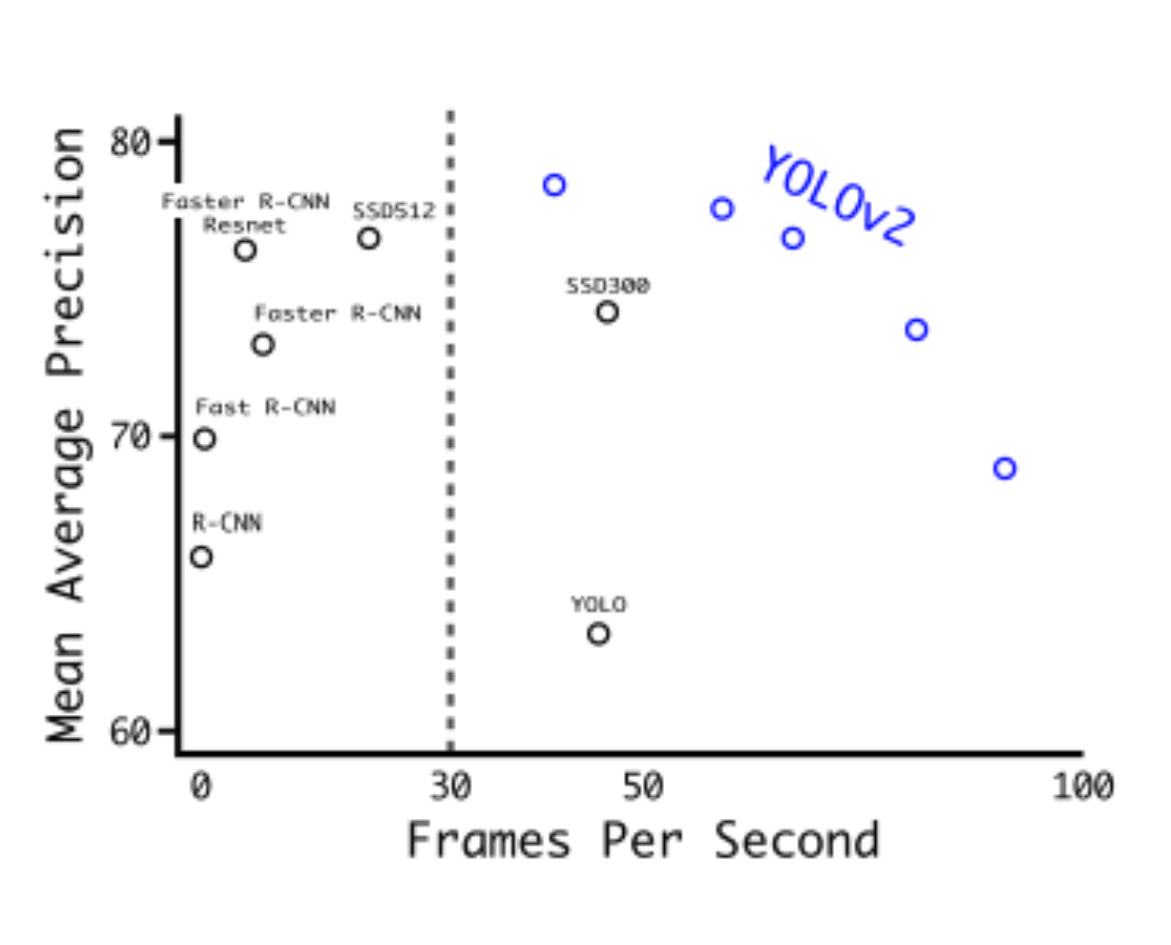 Mean Average Precision
80
70
60
Faster R-CNN
Resnet
SSD512
YOLOv2
SSD300
Faster R-CNN
Fast R-CNN
R-CNN
YOLO
0 30 50 100
Frames Per Second